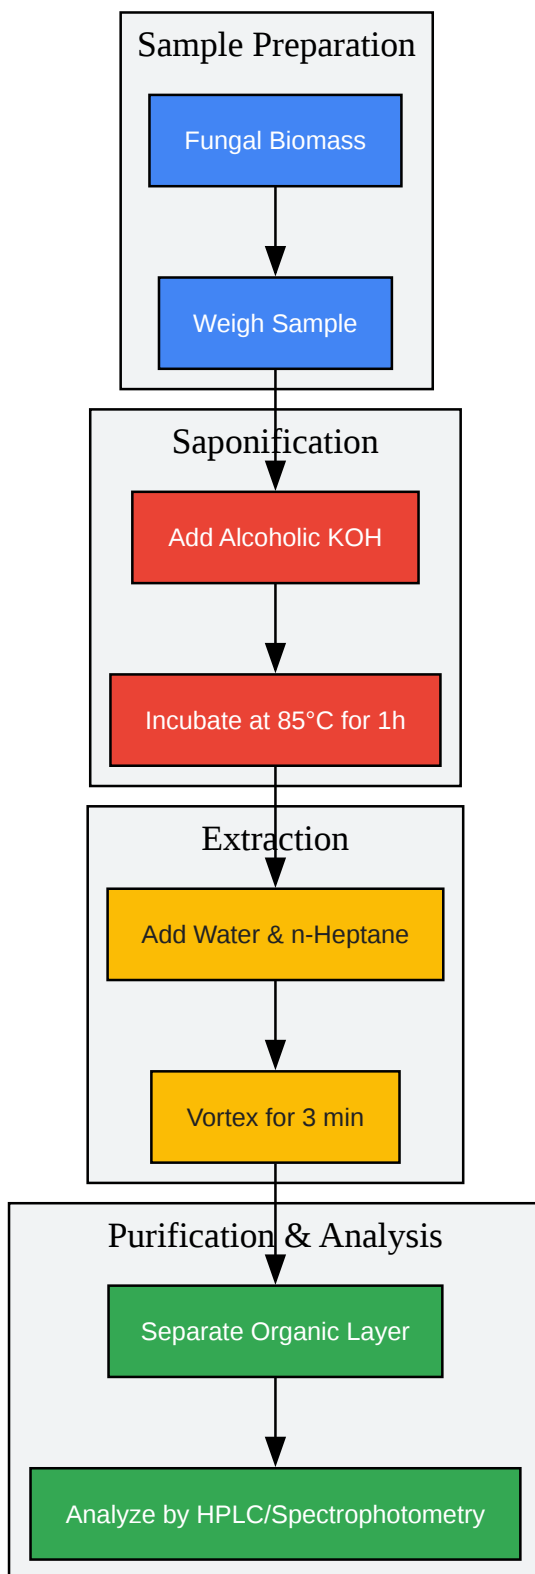 Sample Preparation
Fungal Biomass
Weigh Sample
Saponification
Add Alcoholic KOH
Incubate at 85°C for 1h
Extraction
Add Water & n-Heptane
Vortex for 3 min
Purification & Analysis
Separate Organic Layer
Analyze by HPLC/Spectrophotometry